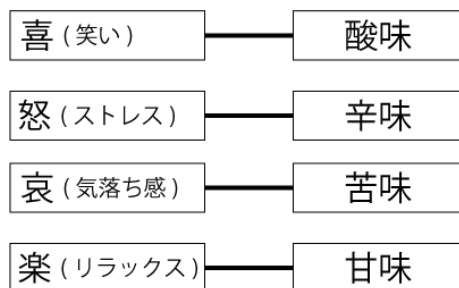 喜 ( 笑い ) 酸味
怒 ( ストレス ) 辛味
哀 ( 気落ち感 ) 苦味
楽 ( リラックス ) 甘味